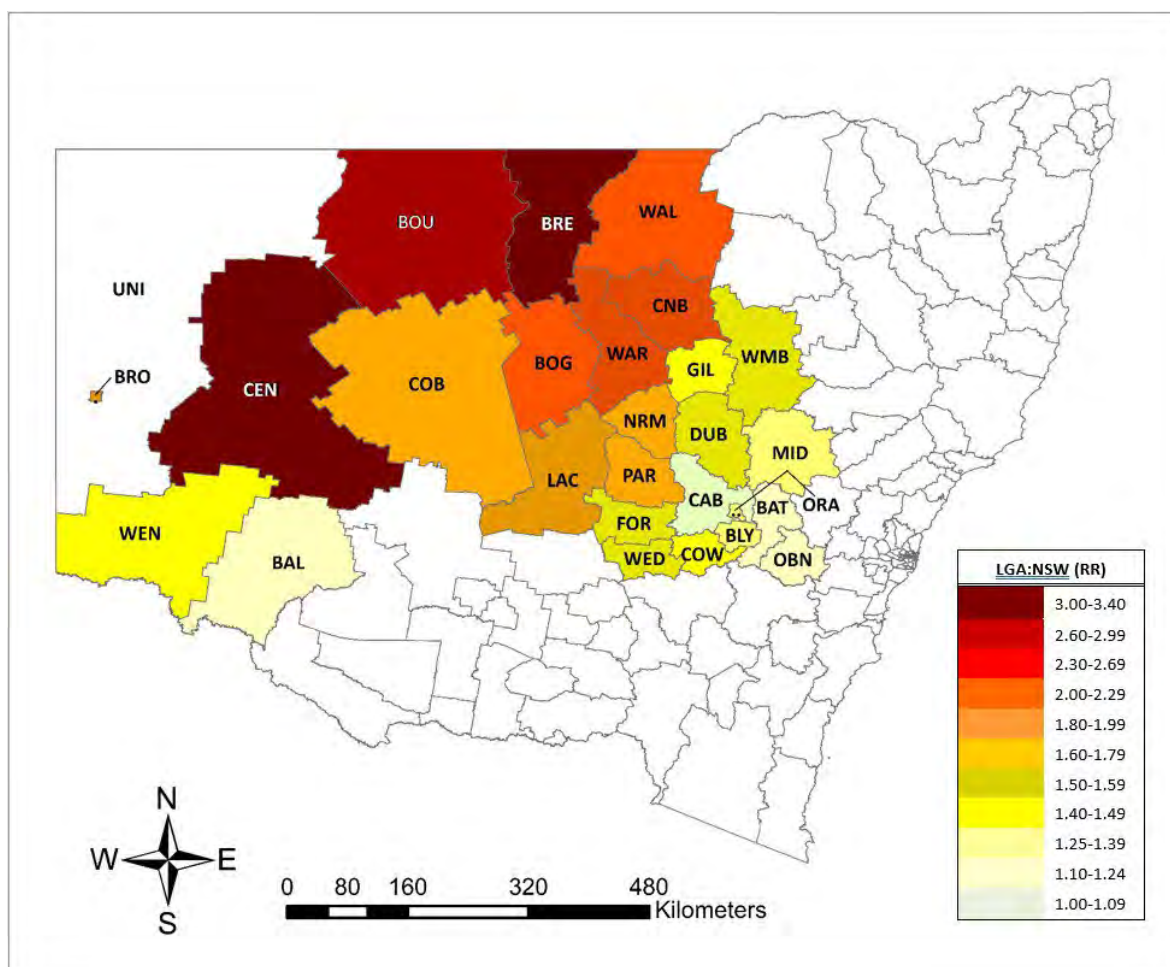 BOU
BRE
WAL
UNI
CNB
BRO
CEN
COB
BOG
WAR
GIL
WMB
NRM
DUB
MID
LAC
PAR
CAB
BAT
ORA
WEN
FOR
BLY
BAL
WED
COW
OBN
LGA:NSW (RR)
3.00-3.40
2.60-2.99
2.30-2.69
2.00-2.29
1.80-1.99
1.60-1.79
1.50-1.59
1.40-1.49
1.25-1.39
1.10-1.24
1.00-1.09
N
W E
S
0 80 160 320 480
Kilometers